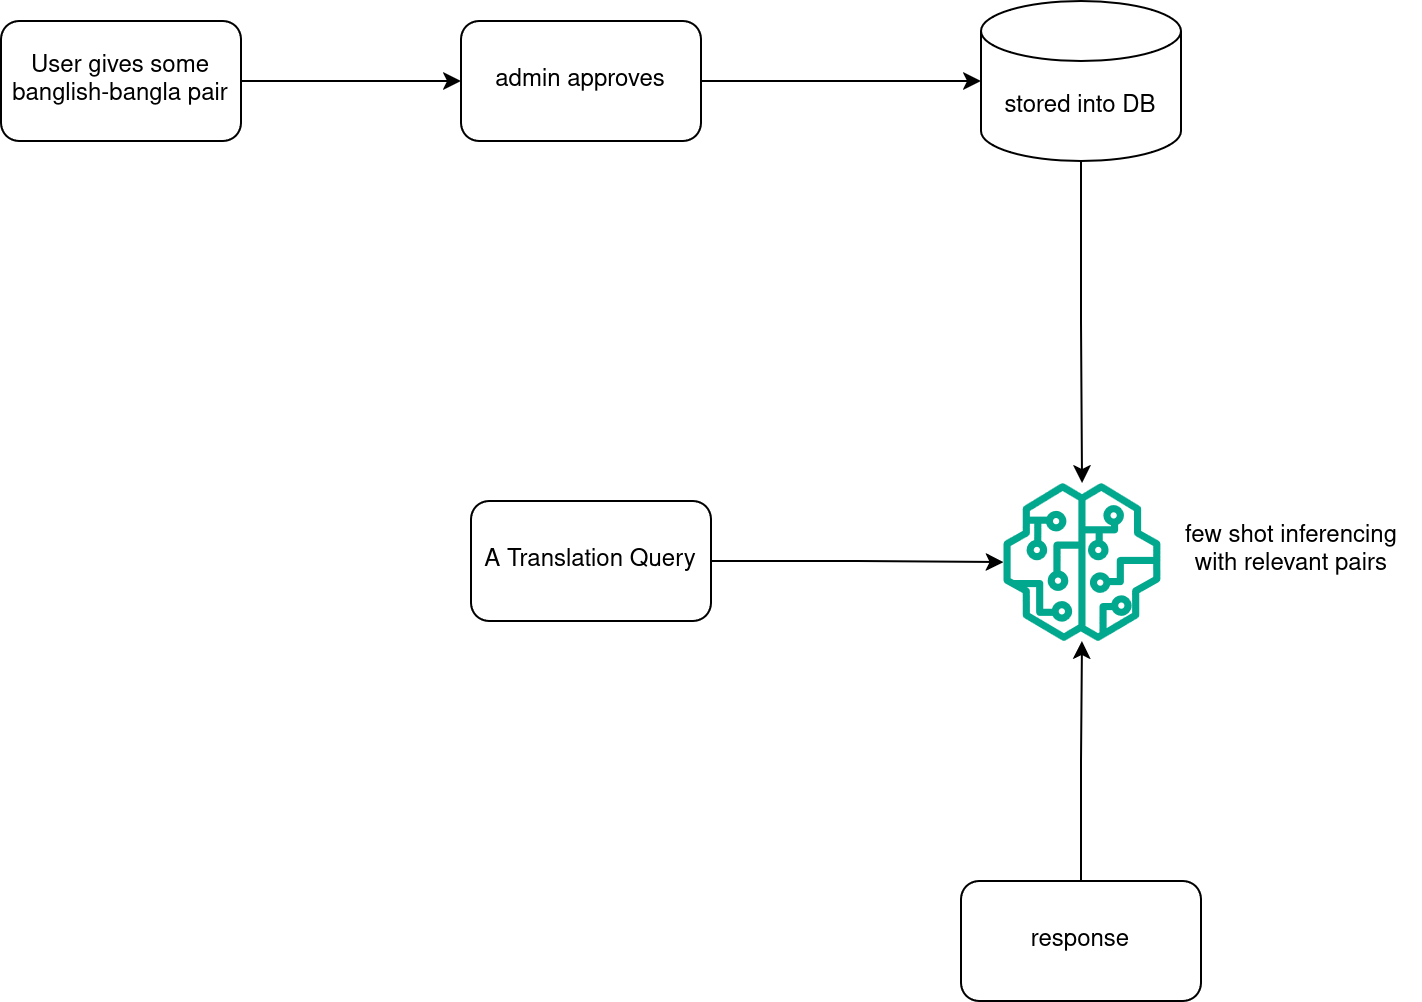 User gives some
banglish-bangla pair
admin approves
stored into DB
A Translation Query
few shot inferencing
with relevant pairs
response